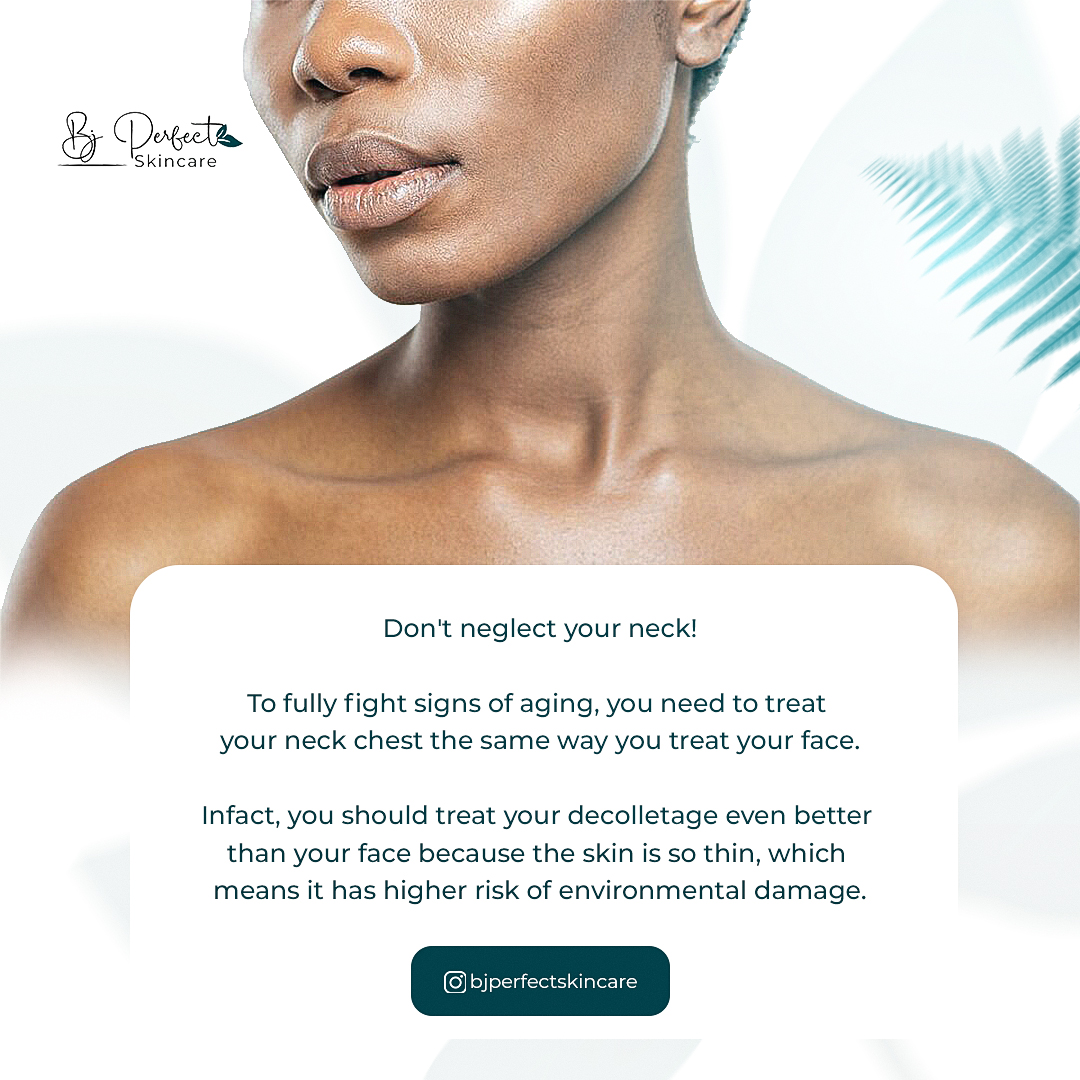 Bj Perfect
Skincare
Don't neglect your neck!
To fully fight signs of aging, you need to treat
your neck chest the same way you treat your face.
Infact, you should treat your decolletage even better
than your face because the skin is so thin, which
means it has higher risk of environmental damage.
bjperfectskincare